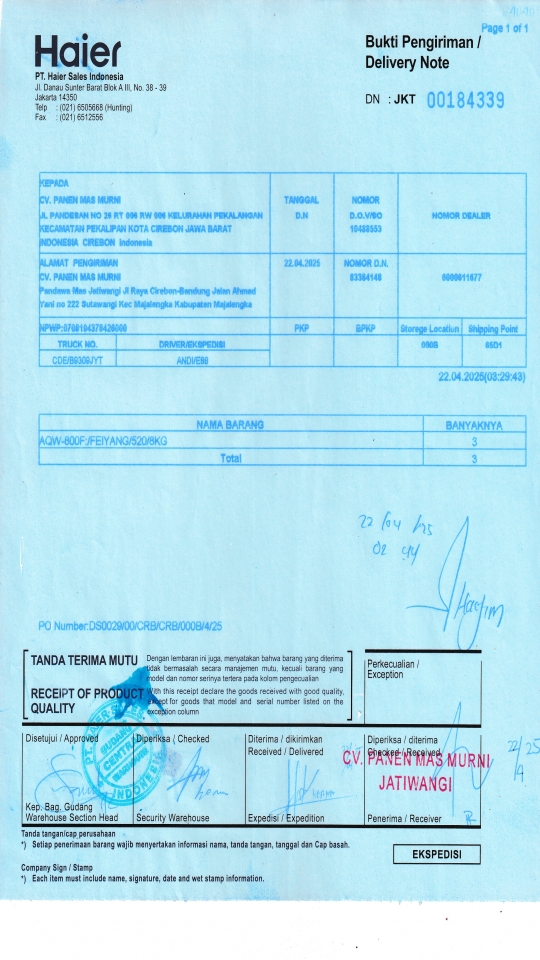 Page 1 of 1
Haier
PT. Haier Sales Indonesia
Jl. Danau Sunter Barat Blok A III, No. 38 - 39
Jakarta 14350
Telp : (021) 6505668 (Hunting)
Fax : (021) 6512556
Bukti Pengiriman /
Delivery Note
DN : JKT 00184339
KEPADA
CV. PANEN MAS MURNI
JL PANDESAN NO 26 RT 006 RW 006 KELURAHAN PEKALANGAN
KECAMATAN PEKALIPAN KOTA CIREBON JAWA BARAT
INDONESIA CIREBON Indonesia
TANGGAL
D.N
NOMOR
D.O.V/SO
10488553
NOMOR DEALER
ALAMAT PENGIRIMAN
CV. PANEN MAS MURNI
Pandawa Mas Jatiwangi Jl Raya Cirebon-Bandung Jalan Ahmed
Yani no 222 Sutawangi Kec Majalengka Kabupaten Majalengka
22.04.2025
NOMOR D.N.
83384148
NPWP:0768194378426000
PKP
BPKP
Storege Location
Shipping Point
000B
65D1
TRUCK NO.
DRIVER/EKSPEDISI
CDE/B9309JYT
ANDI/E88
22.04.2025(03:29:43)
NAMA BARANG
BANYAKNYA
AQW-800F:/FEIYANG/520/8KG
3
Total
3
22/04/25
02 44
Hasyim
PO Number:DS0029/00/CRB/CRB/000B/4/25
TANDA TERIMA MUTU
Dengan lembaran ini juga, menyatakan bahwa barang yang diterima
tidak bermasalah secara manajemen mutu, kecuali barang yang
model dan nomor serinya tertera pada kolom pengecualian
RECEIPT OF PRODUCT
QUALITY
With this receipt declare the goods received with good quality,
except for goods that model and serial number listed on the
exception column
Perkecualian /
Exception
Disetujui / Approved
Diperiksa / Checked
Diterima / dikirimkan
Received / Delivered
Diperiksa / diterima
Checked / Received
CV. PANEN MAS MURNI
JATIWANGI
22/25
/4
Kep. Bag. Gudang
Warehouse Section Head
Security Warehouse
Expedisi / Expedition
Penerima / Receiver
Tanda tangan/cap perusahaan
*) Setiap penerimaan barang wajib menyertakan informasi nama, tanda tangan, tanggal dan Cap basah.
Company Sign / Stamp
*) Each item must include name, signature, date and wet stamp information.
EKSPEDISI